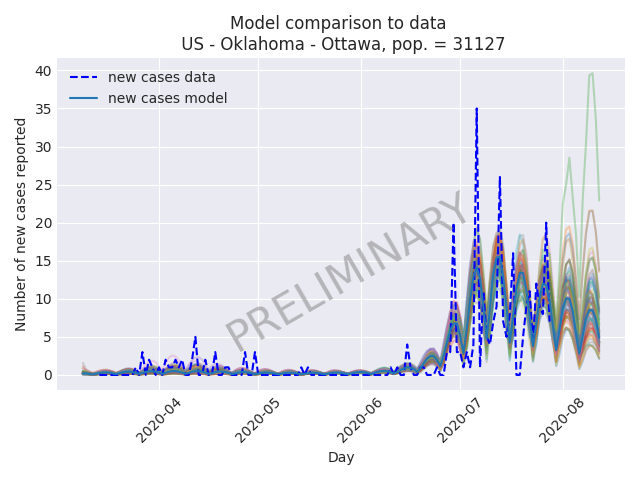 Model comparison to data
US - Oklahoma - Ottawa, pop. = 31127
new cases data
new cases model
PRELIMINARY
Number of new cases reported
40
35
30
25
20
15
10
5
0
2020-04
2020-05
2020-06
2020-07
2020-08
Day